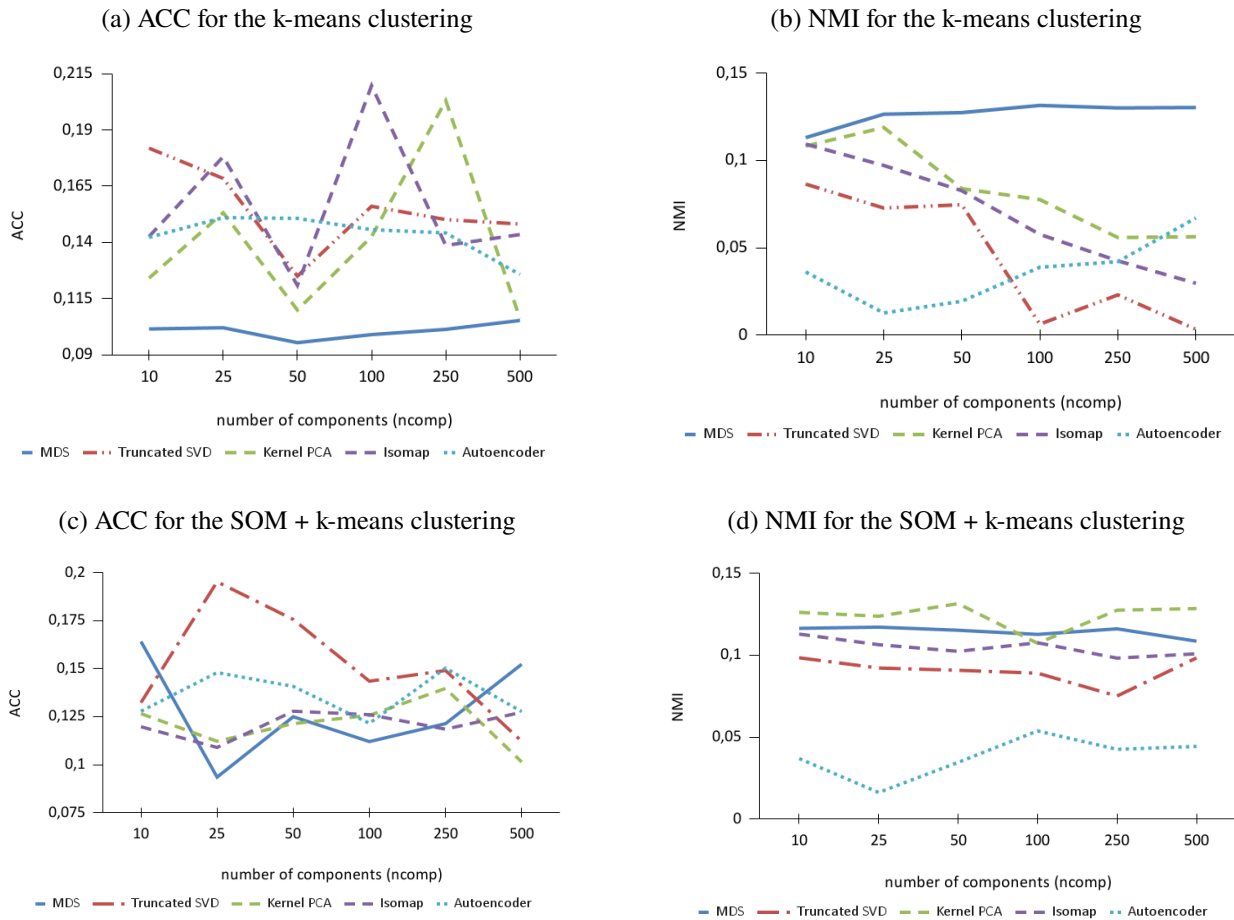 (a) ACC for the k-means clustering
0,215
0,19
0,165
0,14
0,115
0,09
ACC
10 25 50 100 250 500
number of components (ncomp)
MDS Truncated SVD Kernel PCA Isomap Autoencoder
(b) NMI for the k-means clustering
0,15
0,1
0,05
0
NMI
10 25 50 100 250 500
number of components (ncomp)
MDS Truncated SVD Kernel PCA Isomap Autoencoder
(c) ACC for the SOM + k-means clustering
0,2
0,175
0,15
0,125
0,1
0,075
ACC
10 25 50 100 250 500
number of components (ncomp)
MDS Truncated SVD Kernel PCA Isomap Autoencoder
(d) NMI for the SOM + k-means clustering
0,15
0,1
0,05
0
NMI
10 25 50 100 250 500
number of components (ncomp)
MDS Truncated SVD Kernel PCA Isomap Autoencoder